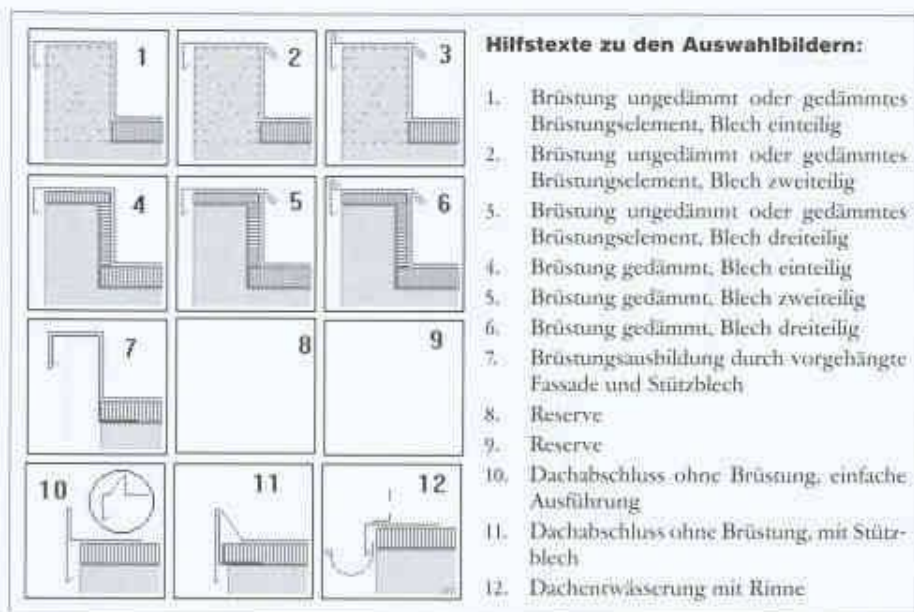 1
2
3
4
5
6
7
8
9
10
11
12
Hilfstexte zu den Auswahlbildern:
1. Brüstung ungedämmt oder gedämmtes
Brüstungselement, Blech einteilig
2. Brüstung ungedämmt oder gedämmtes
Brüstungselement, Blech zweiteilig
3. Brüstung ungedämmt oder gedämmtes
Brüstungselement, Blech dreiteilig
4. Brüstung gedämmt, Blech einteilig
5. Brüstung gedämmt, Blech zweiteilig
6. Brüstung gedämmt, Blech dreiteilig
7. Brüstungsausbildung durch vorgehängte
Fassade und Stützblech
8. Reserve
9. Reserve
10. Dachabschluss ohne Brüstung, einfache
Ausführung
11. Dachabschluss ohne Brüstung, mit Stütz-
blech
12. Dachentwässerung mit Rinne